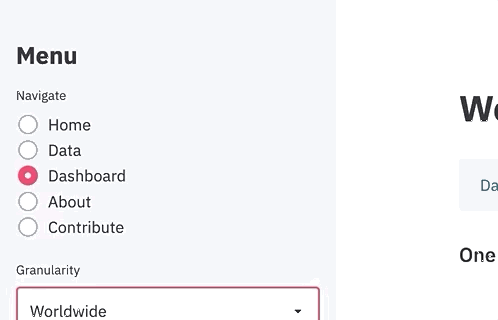 Menu
Navigate
Home
Data
Dashboard
About
Contribute
Granularity
Worldwide
One